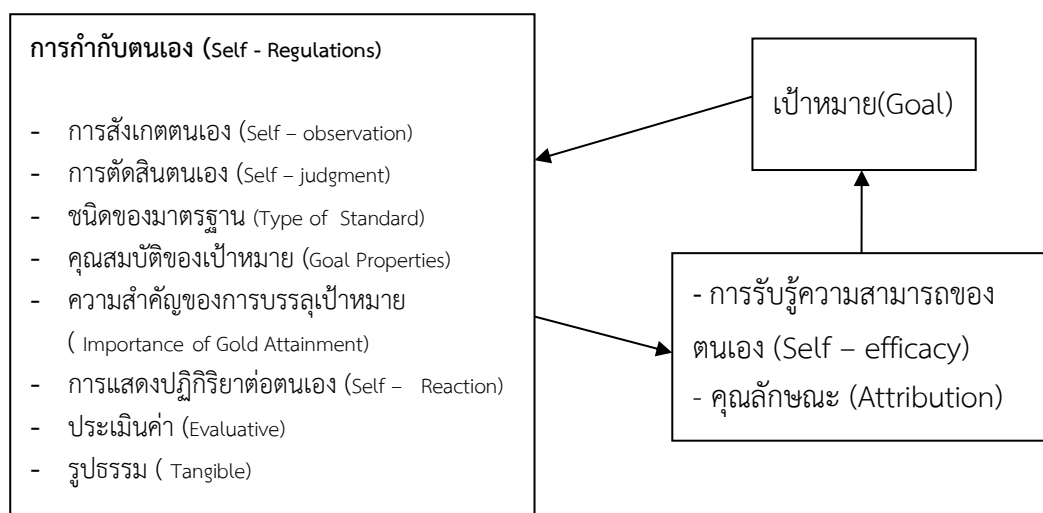 การกำกับตนเอง (Self - Regulations)
- การสังเกตตนเอง (Self – observation)
- การตัดสินตนเอง (Self – judgment)
- ชนิดของมาตรฐาน (Type of Standard)
- คุณสมบัติของเป้าหมาย (Goal Properties)
- ความสำคัญของการบรรลุเป้าหมาย
( Importance of Gold Attainment)
- การแสดงปฏิกิริยาต่อตนเอง (Self – Reaction)
- ประเมินค่า (Evaluative)
- รูปธรรม ( Tangible)
เป้าหมาย(Goal)
- การรับรู้ความสามารถของ
ตนเอง (Self – efficacy)
- คุณลักษณะ (Attribution)